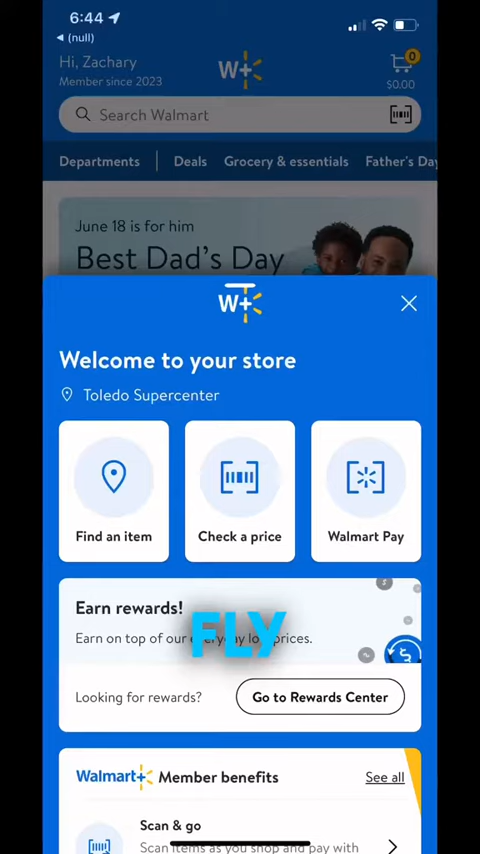 6:44
◀ (null)
Hi, Zachary
Member since 2023
W+
0
$0.00
Search Walmart
Departments | Deals Grocery & essentials Father's Day
June 18 is for him
Best Dad's Day
W+
Welcome to your store
Toledo Supercenter
Find an item
Check a price
Walmart Pay
Earn rewards!
Earn on top of our everyday low prices.
FLY
Looking for rewards?
Go to Rewards Center
Walmart+ Member benefits
See all
Scan & go
Scan items as you shop and pay with